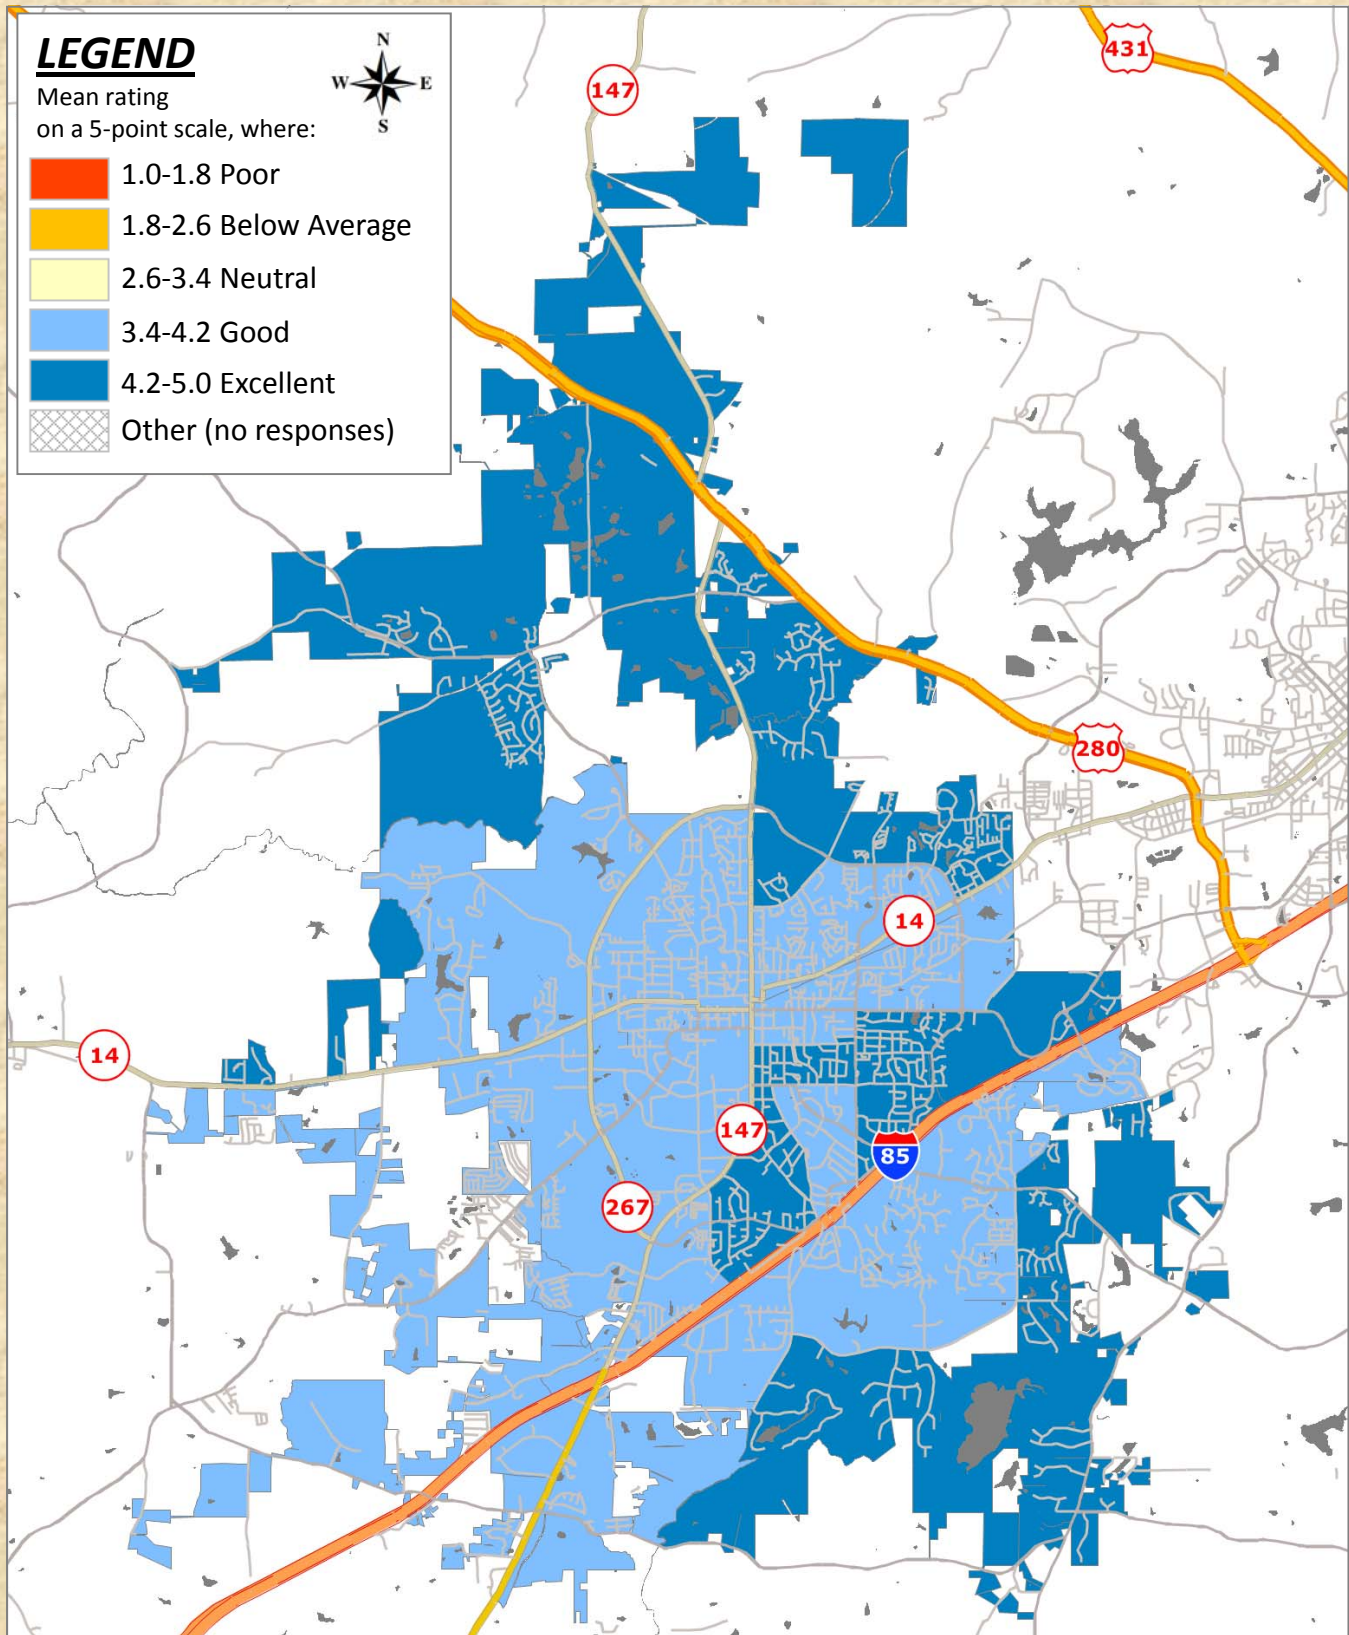 LEGEND
Mean rating
on a 5-point scale, where:
1.0-1.8 Poor
1.8-2.6 Below Average
2.6-3.4 Neutral
3.4-4.2 Good
4.2-5.0 Excellent
Other (no responses)
N
W
E
S
431
147
280
14
14
147
85
267